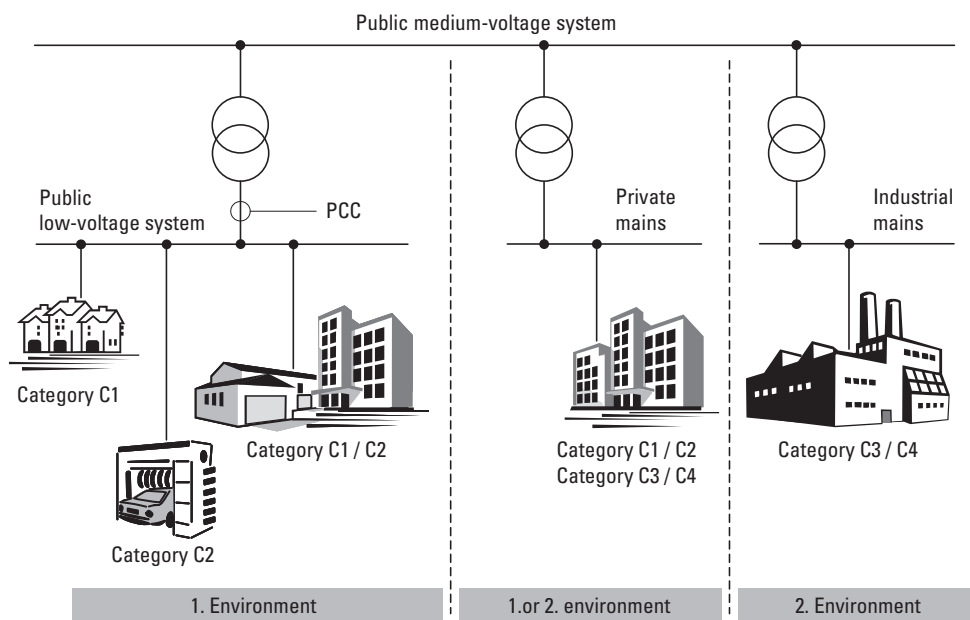 Public medium-voltage system
Public
low-voltage system
PCC
Private
mains
Industrial
mains
Category C1
Category C1 / C2
Category C2
Category C1 / C2
Category C3 / C4
Category C3 / C4
1. Environment
1.or 2. environment
2. Environment